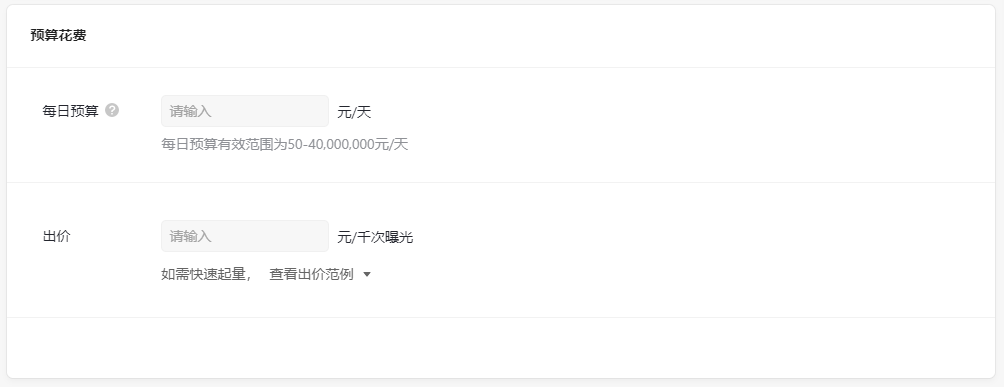 预算花费
每日预算 ? 请输入 元/天
每日预算有效范围为50-40,000,000元/天
出价 请输入 元/千次曝光
如需快速起量， 查看出价范例